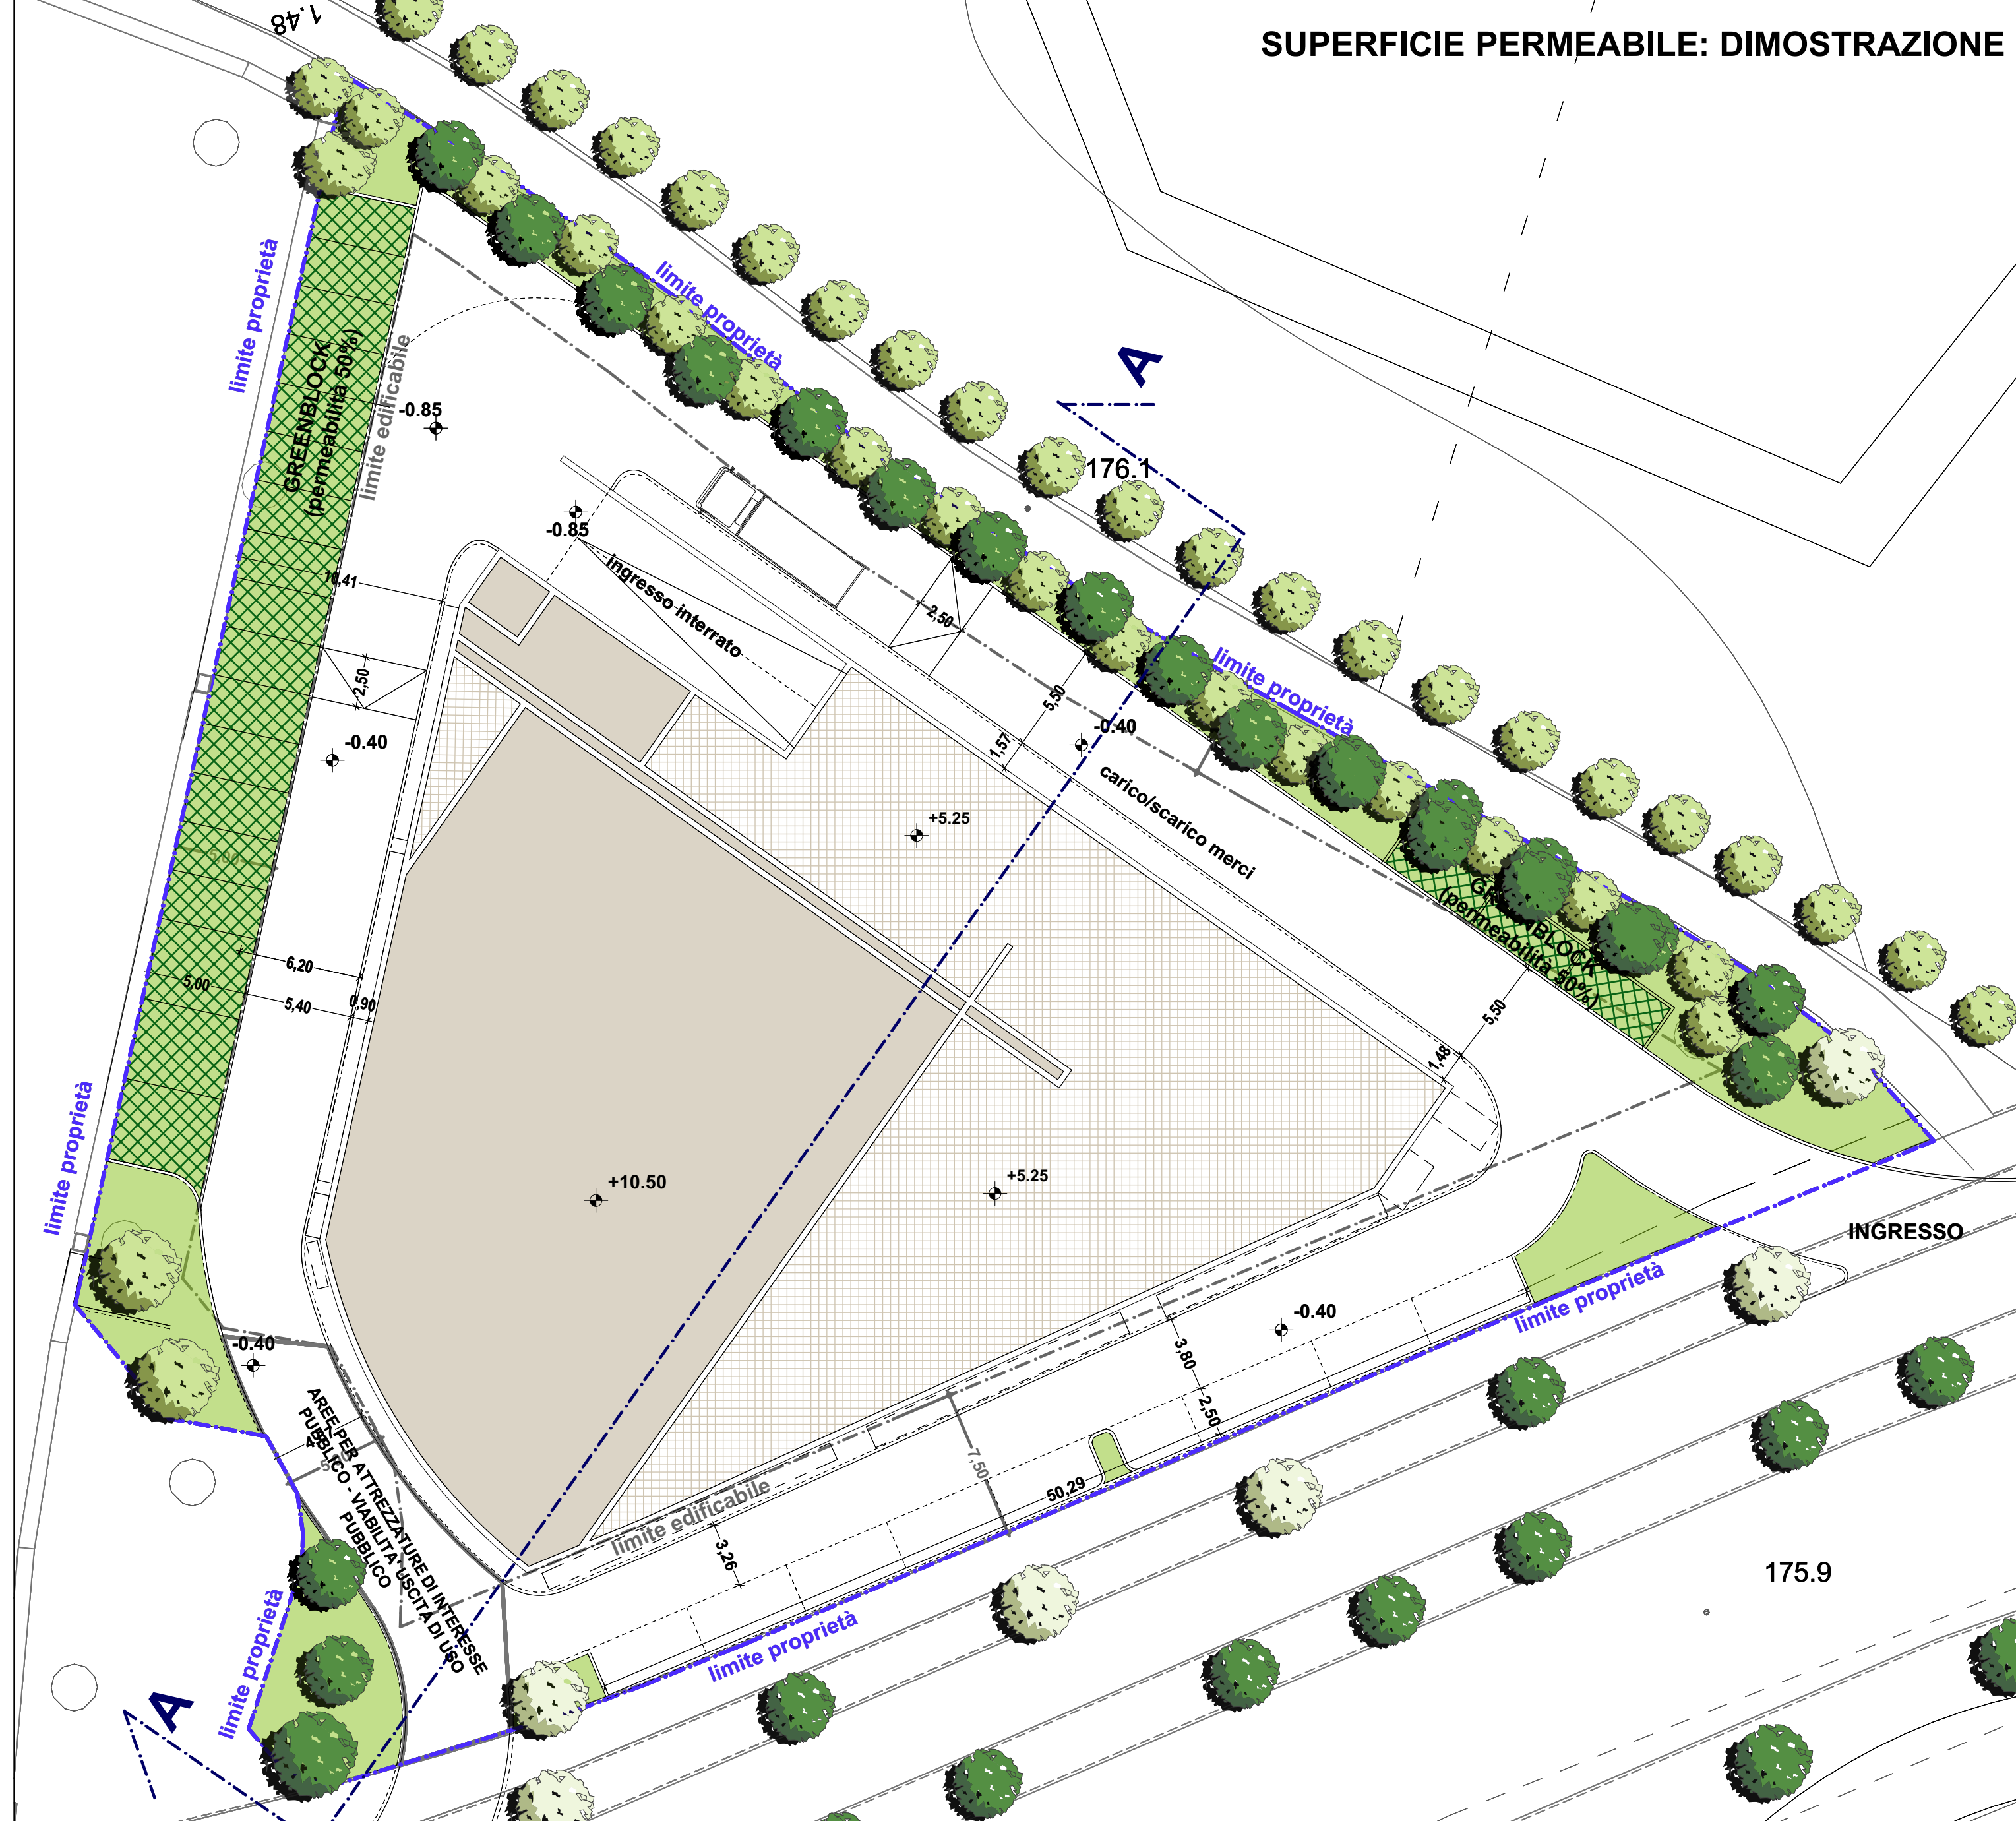 1.48
SUPERFICIE PERMEABILE: DIMOSTRAZIONE
limite proprietà
limite proprietà
GREENBLOCK
(permeabilità 50%)
limite edificabile
-0.85
A
176.1
-0.85
ingresso interrato
10,41
2,50
limite proprietà
2,50
5,50
-0.40
1,57
-0.40
carico/scarico merci
+5.25
5,00
(permeabilità 50%)
6,20
5,00
5,40
0,90
5,50
1,48
limite proprietà
+10.50
+5.25
INGRESSO
limite proprietà
-0.40
-0.40
3,80
2,50
AREE PER ATTREZZATURE DI INTERESSE
PUBBLICO - VIABILITA' USCITA DI USO
PUBBLICO
7,50
50,29
limite edificabile
3,26
175.9
limite proprietà
limite proprietà
A